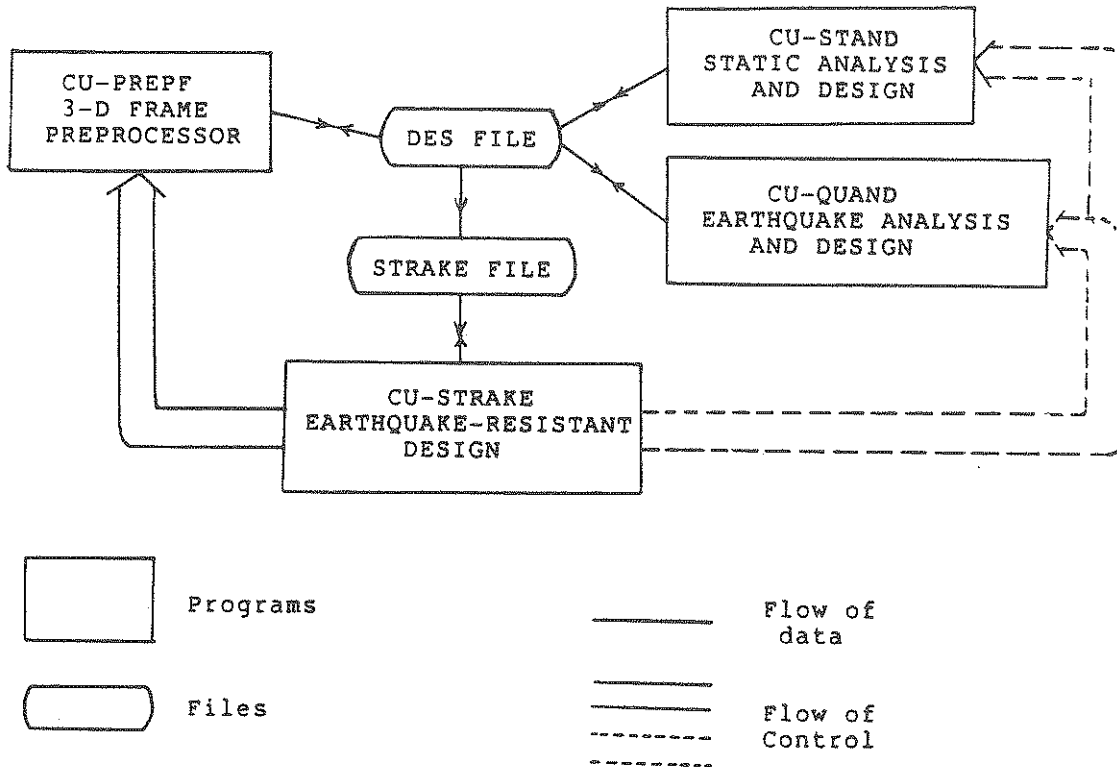 CU-PREPF
3-D FRAME
PREPROCESSOR
DES FILE
CU-STAND
STATIC ANALYSIS
AND DESIGN
CU-QUAND
EARTHQUAKE ANALYSIS
AND DESIGN
STRAKE FILE
CU-STRAKE
EARTHQUAKE-RESISTANT
DESIGN
Programs
Flow of
data
Files
Flow of
Control